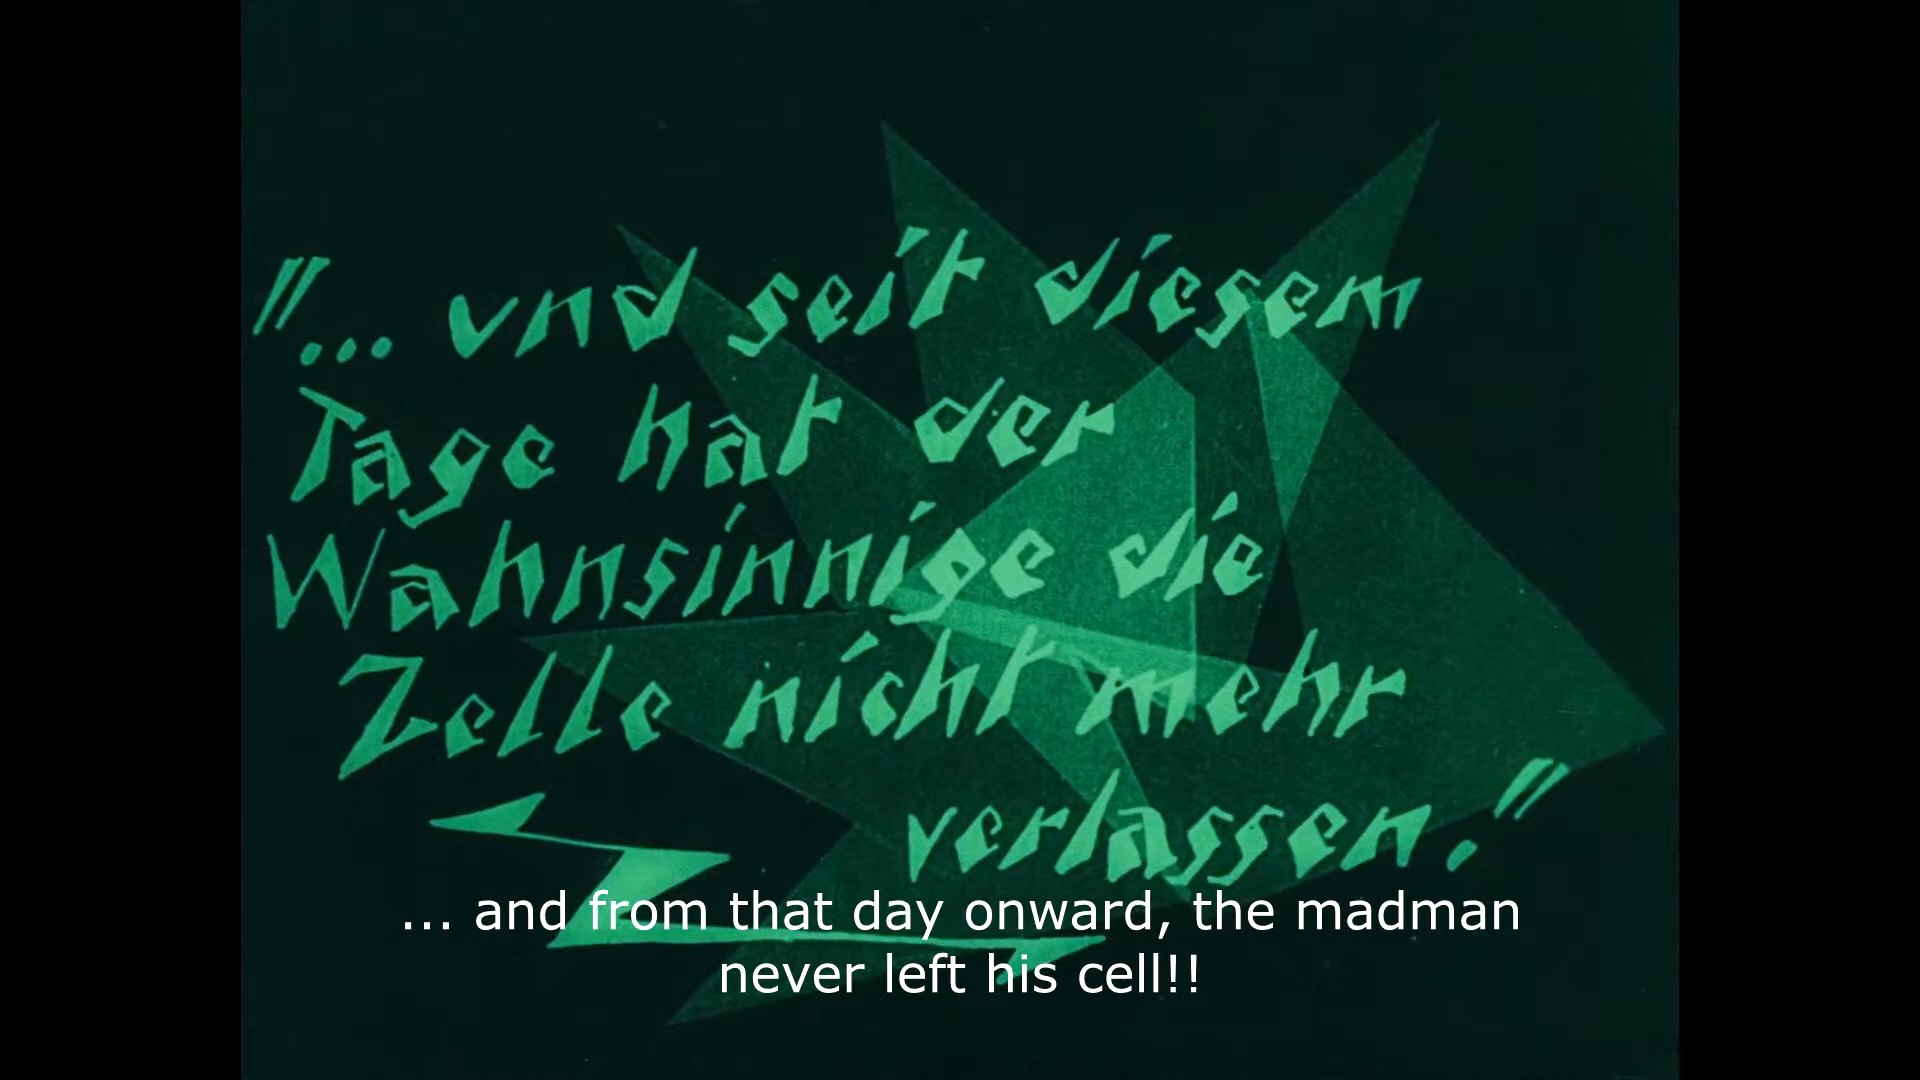 "... und seit diesem
Tage hat der
Wahnsinnige die
Zelle nicht mehr
verlassen."
... and from that day onward, the madman
never left his cell!!